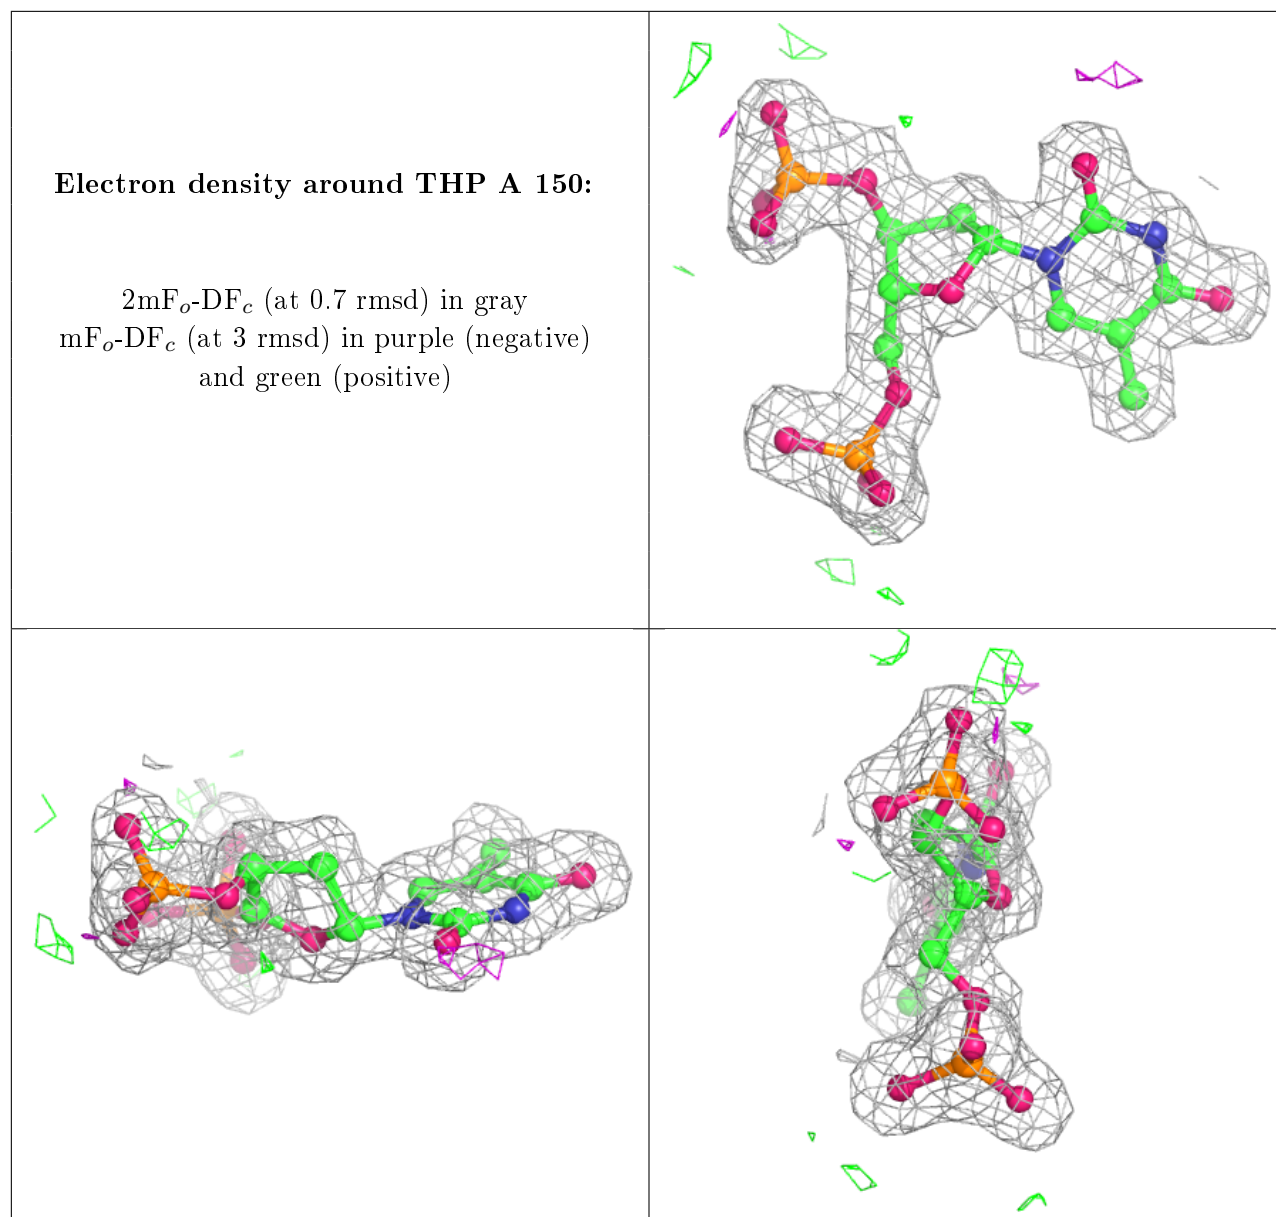 Electron density around THP A 150:
2mFₒ-DF𝒸 (at 0.7 rmsd) in gray
mFₒ-DF𝒸 (at 3 rmsd) in purple (negative)
and green (positive)